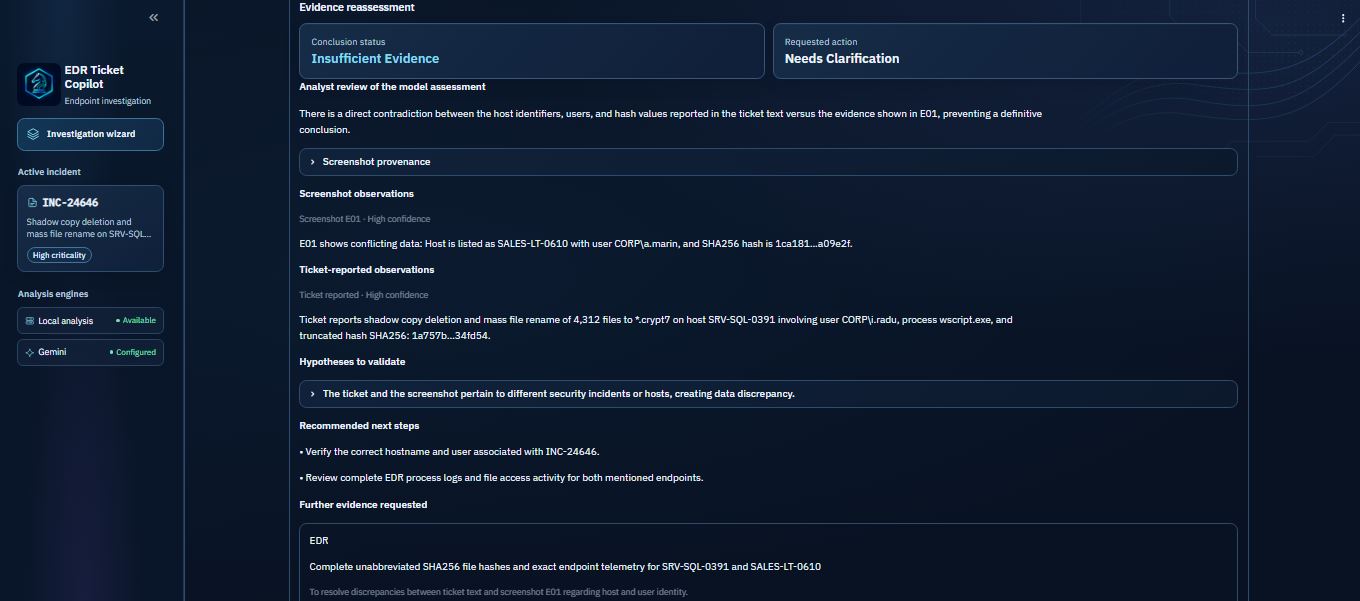 EDR Ticket
Copilot
Endpoint investigation
Investigation wizard
Active incident
INC-24646
Shadow copy deletion and
mass file rename on SRV-SQL...
High criticality
Analysis engines
Local analysis
• Available
Gemini
• Configured
Evidence reassessment
Conclusion status
Insufficient Evidence
Requested action
Needs Clarification
Analyst review of the model assessment
There is a direct contradiction between the host identifiers, users, and hash values reported in the ticket text versus the evidence shown in E01, preventing a definitive
conclusion.
Screenshot provenance
Screenshot observations
Screenshot E01 · High confidence
E01 shows conflicting data: Host is listed as SALES-LT-0610 with user CORP\a.marin, and SHA256 hash is 1ca181...a09e2f.
Ticket-reported observations
Ticket reported · High confidence
Ticket reports shadow copy deletion and mass file rename of 4,312 files to *.crypt7 on host SRV-SQL-0391 involving user CORP\i.radu, process wscript.exe, and
truncated hash SHA256: 1a757b...34fd54.
Hypotheses to validate
The ticket and the screenshot pertain to different security incidents or hosts, creating data discrepancy.
Recommended next steps
• Verify the correct hostname and user associated with INC-24646.
• Review complete EDR process logs and file access activity for both mentioned endpoints.
Further evidence requested
EDR
Complete unabbreviated SHA256 file hashes and exact endpoint telemetry for SRV-SQL-0391 and SALES-LT-0610
To resolve discrepancies between ticket text and screenshot E01 regarding host and user identity.